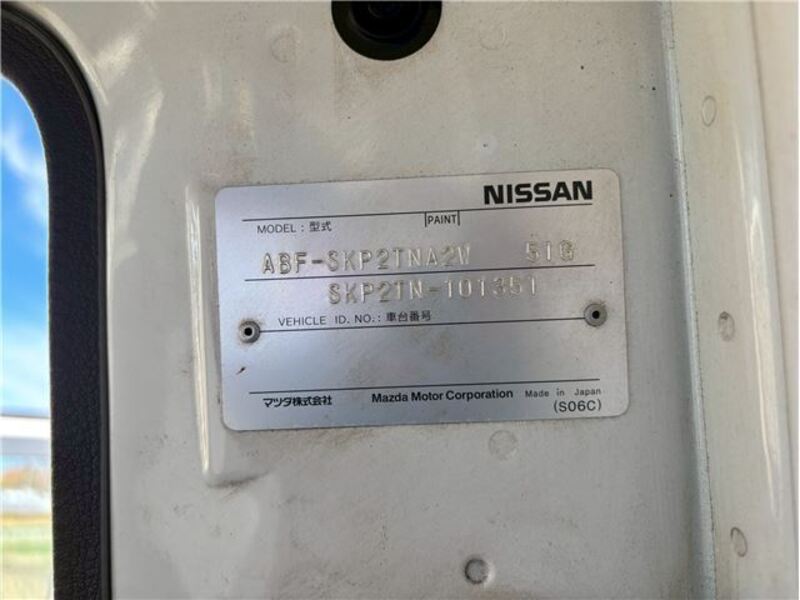 NISSAN
MODEL : 型式 PAINT
ABF-SKP2TNA2W 51G
SKP2TN-101351
VEHICLE ID. NO. : 車台番号
マツダ株式会社 Mazda Motor Corporation Made in Japan
(S06C)